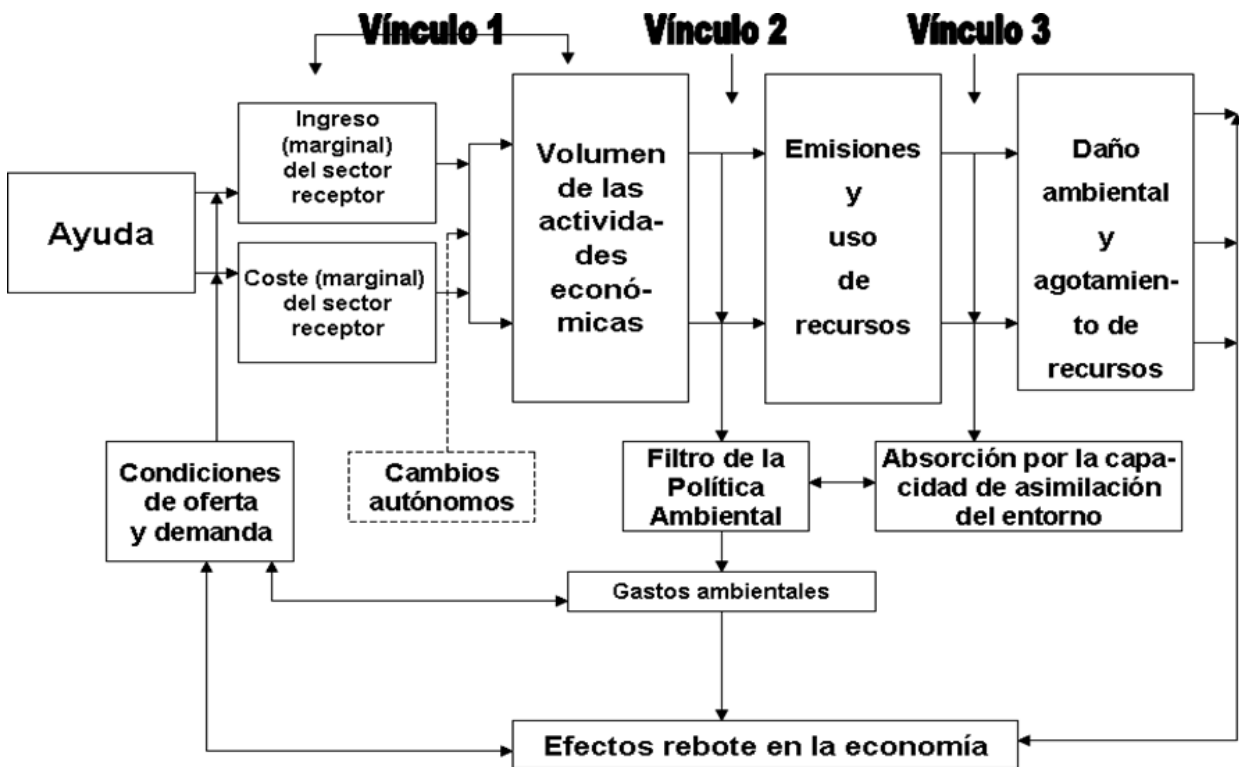 Vínculo 1
Vínculo 2
Vínculo 3
Ayuda
Ingreso
(marginal)
del sector
receptor
Coste (marginal)
del sector
receptor
Volumen
de las
activida-
des
econó-
micas
Emisiones
y
uso
de
recursos
Daño
ambiental
y
agotamien-
to de
recursos
Condiciones
de oferta
y demanda
Cambios
autónomos
Filtro de la
Política
Ambiental
Absorción por la capa-
cidad de asimilación
del entorno
Gastos ambientales
Efectos rebote en la economía